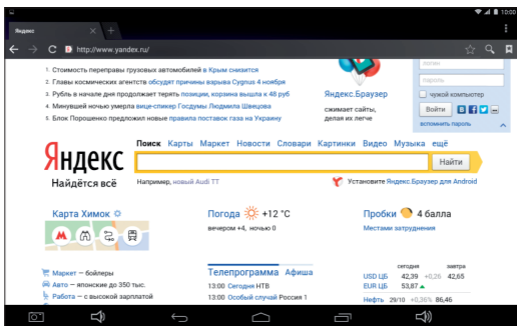 10:00
Яндекс
http://www.yandex.ru/
1. Стоимость переправы грузовых автомобилей в Крым снизится
2. Главы космических агентств обсудят причины взрыва Cygnus 4 ноября
3. Рубль в начале дня продолжает терять позиции, корзина вышла к 48 руб
4. Минувшей ночью умерла вице-спикер Госдумы Людмила Швецова
5. Блок Порошенко предложил новые правила поставок газа на Украину
Яндекс.Браузер
сжимает сайты,
делая их легче
логин
пароль
чужой компьютер
Войти
вспомнить пароль
Яндекс
Найдётся всё
Поиск Карты Маркет Новости Словари Картинки Видео Музыка ещё
Найти
Например, новый Audi TT
Установите Яндекс.Браузер для Android
Карта Химок
Погода +12 °C
вечером +4, ночью 0
Пробки 4 балла
Местами затруднения
Маркет – бойлеры
Авто – японские до 350 тыс.
Работа – с высокой зарплатой
Телепрограмма Афиша
13:00 Сегодня НТВ
13:00 Особый случай Россия 1
сегодня завтра
USD ЦБ 42,39 +0,26 42,65
EUR ЦБ 53,87
Нефть 29/10 +0,36% 86,46